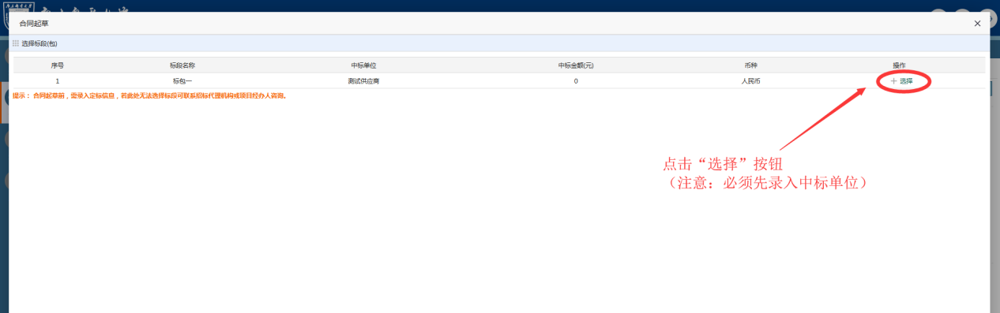 合同起草
选择标段(包)
序号 标段名称 中标单位 中标金额(元) 币种 操作
1 标包一 测试供应商 0 人民币 选择
提示： 合同起草前，需录入定标信息，若此处无法选择标段可联系招标代理机构或项目经办人咨询。
点击“选择”按钮
（注意：必须先录入中标单位）